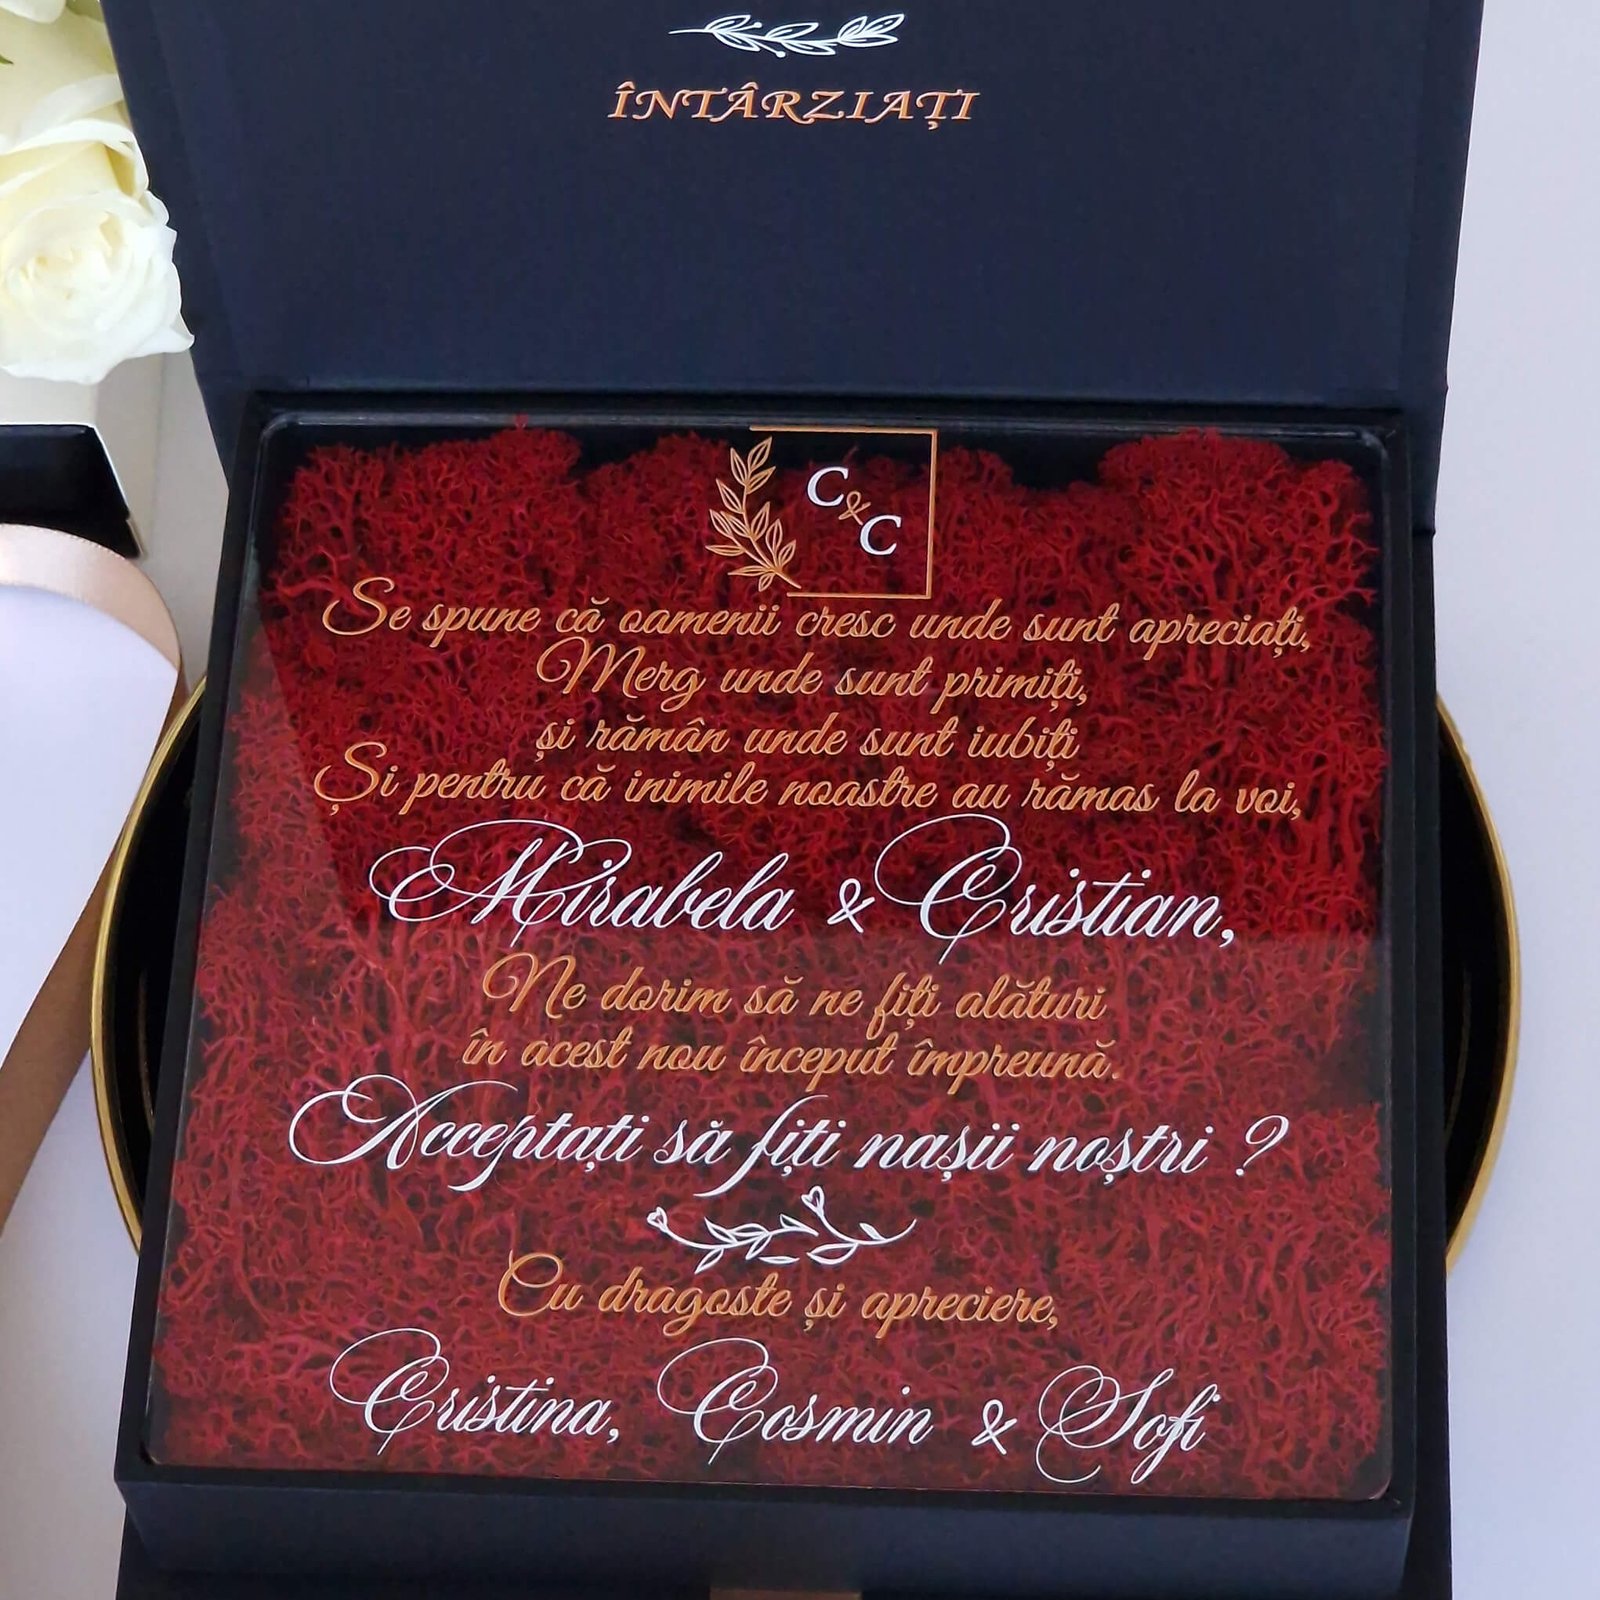 ÎNTÂRZIAȚI
C & C
Se spune că oamenii cresc unde sunt apreciați,
Merg unde sunt primiți,
și rămân unde sunt iubiți
Și pentru că inimile noastre au rămas la voi,
Mirabela & Cristian,
Ne dorim să ne fiți alături
în acest nou început împreună.
Acceptați să fiți nașii noștri ?
Cu dragoste și apreciere,
Cristina, Cosmin & Sofi